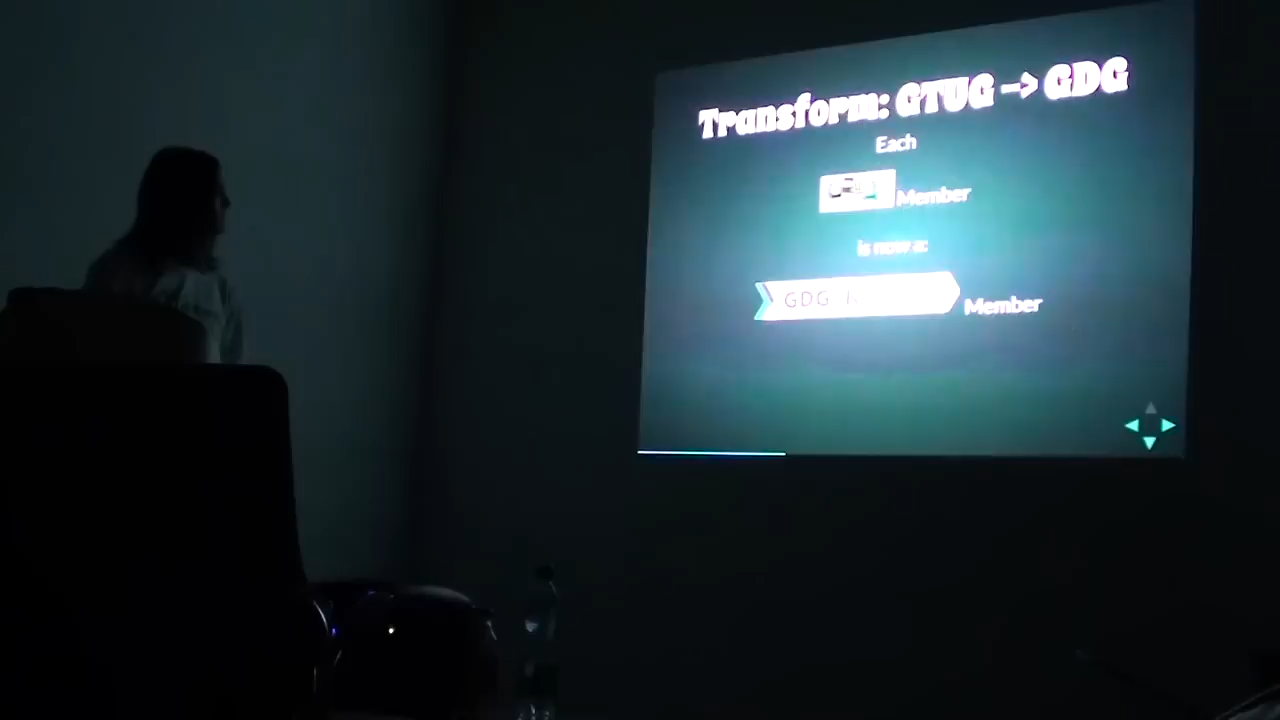 Transform: GTUG -> GDG
Each
Member
is now a:
GDG
Member